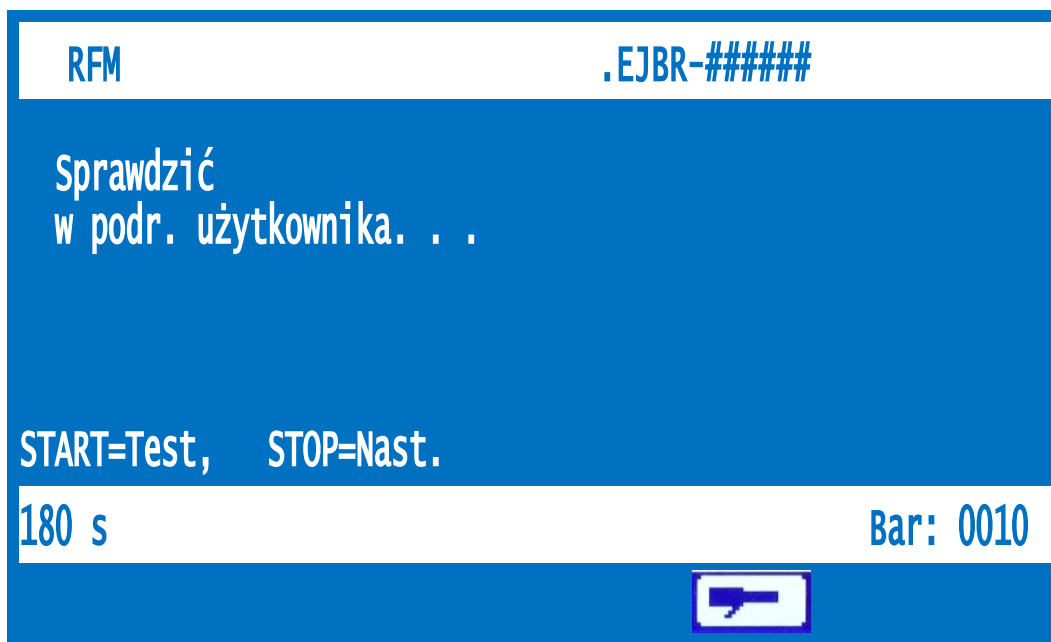 RFM .EJBR-######
Sprawdzić
w podr. użytkownika. . .
START=Test, STOP=Nast.
180 s Bar: 0010